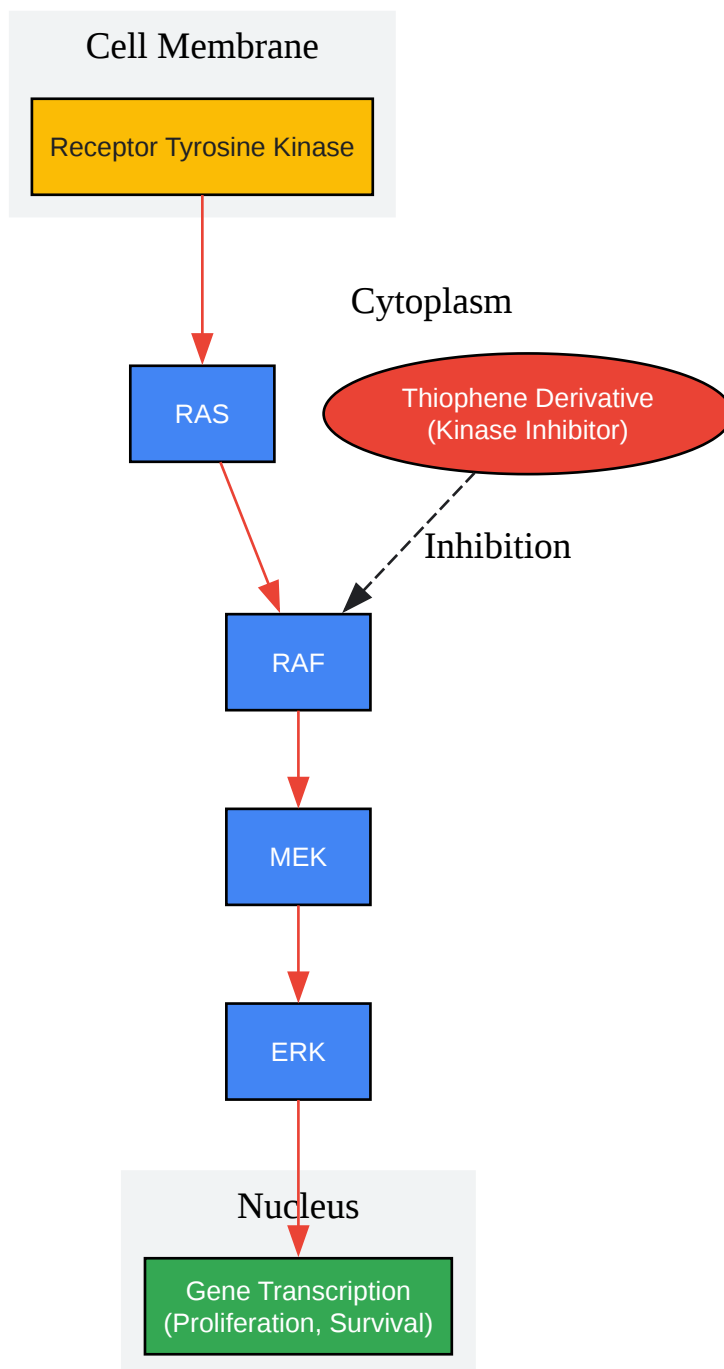 Cell Membrane
Receptor Tyrosine Kinase
Cytoplasm
RAS
Thiophene Derivative
(Kinase Inhibitor)
Inhibition
RAF
MEK
ERK
Nucleus
Gene Transcription
(Proliferation, Survival)